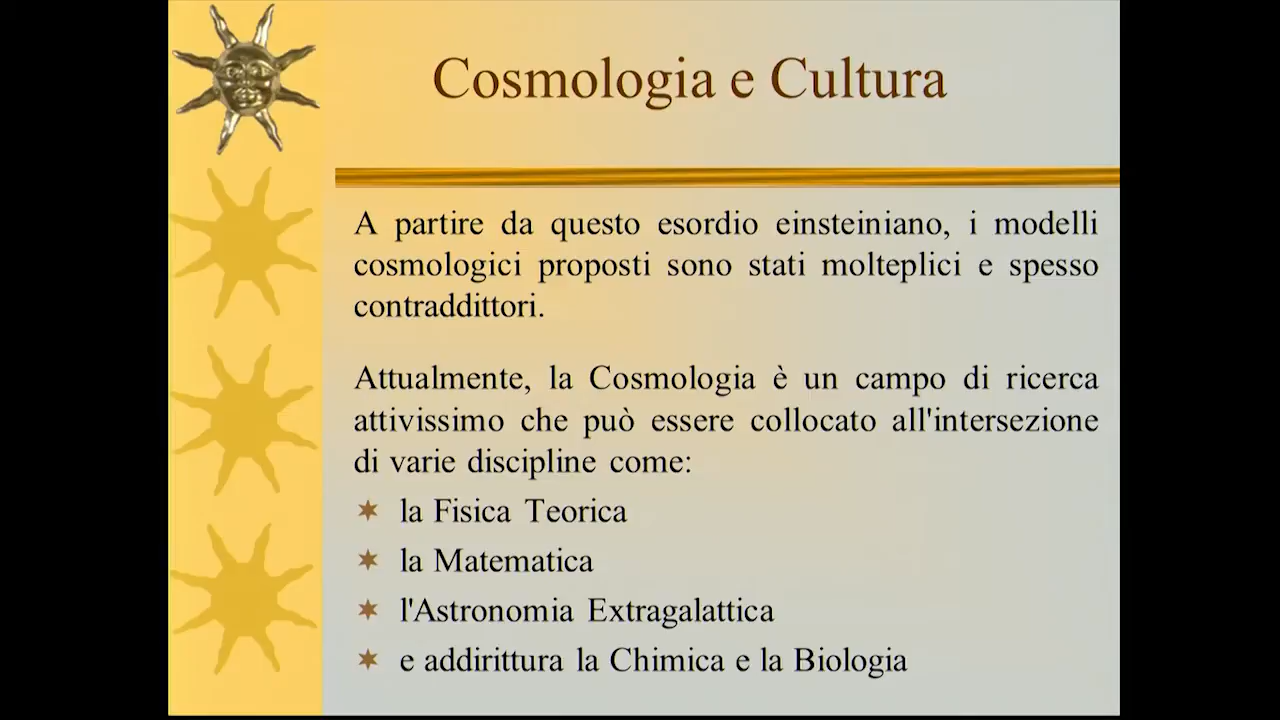 Cosmologia e Cultura
A partire da questo esordio einsteiniano, i modelli
cosmologici proposti sono stati molteplici e spesso
contraddittori.
Attualmente, la Cosmologia è un campo di ricerca
attivissimo che può essere collocato all'intersezione
di varie discipline come:
la Fisica Teorica
la Matematica
l'Astronomia Extragalattica
e addirittura la Chimica e la Biologia